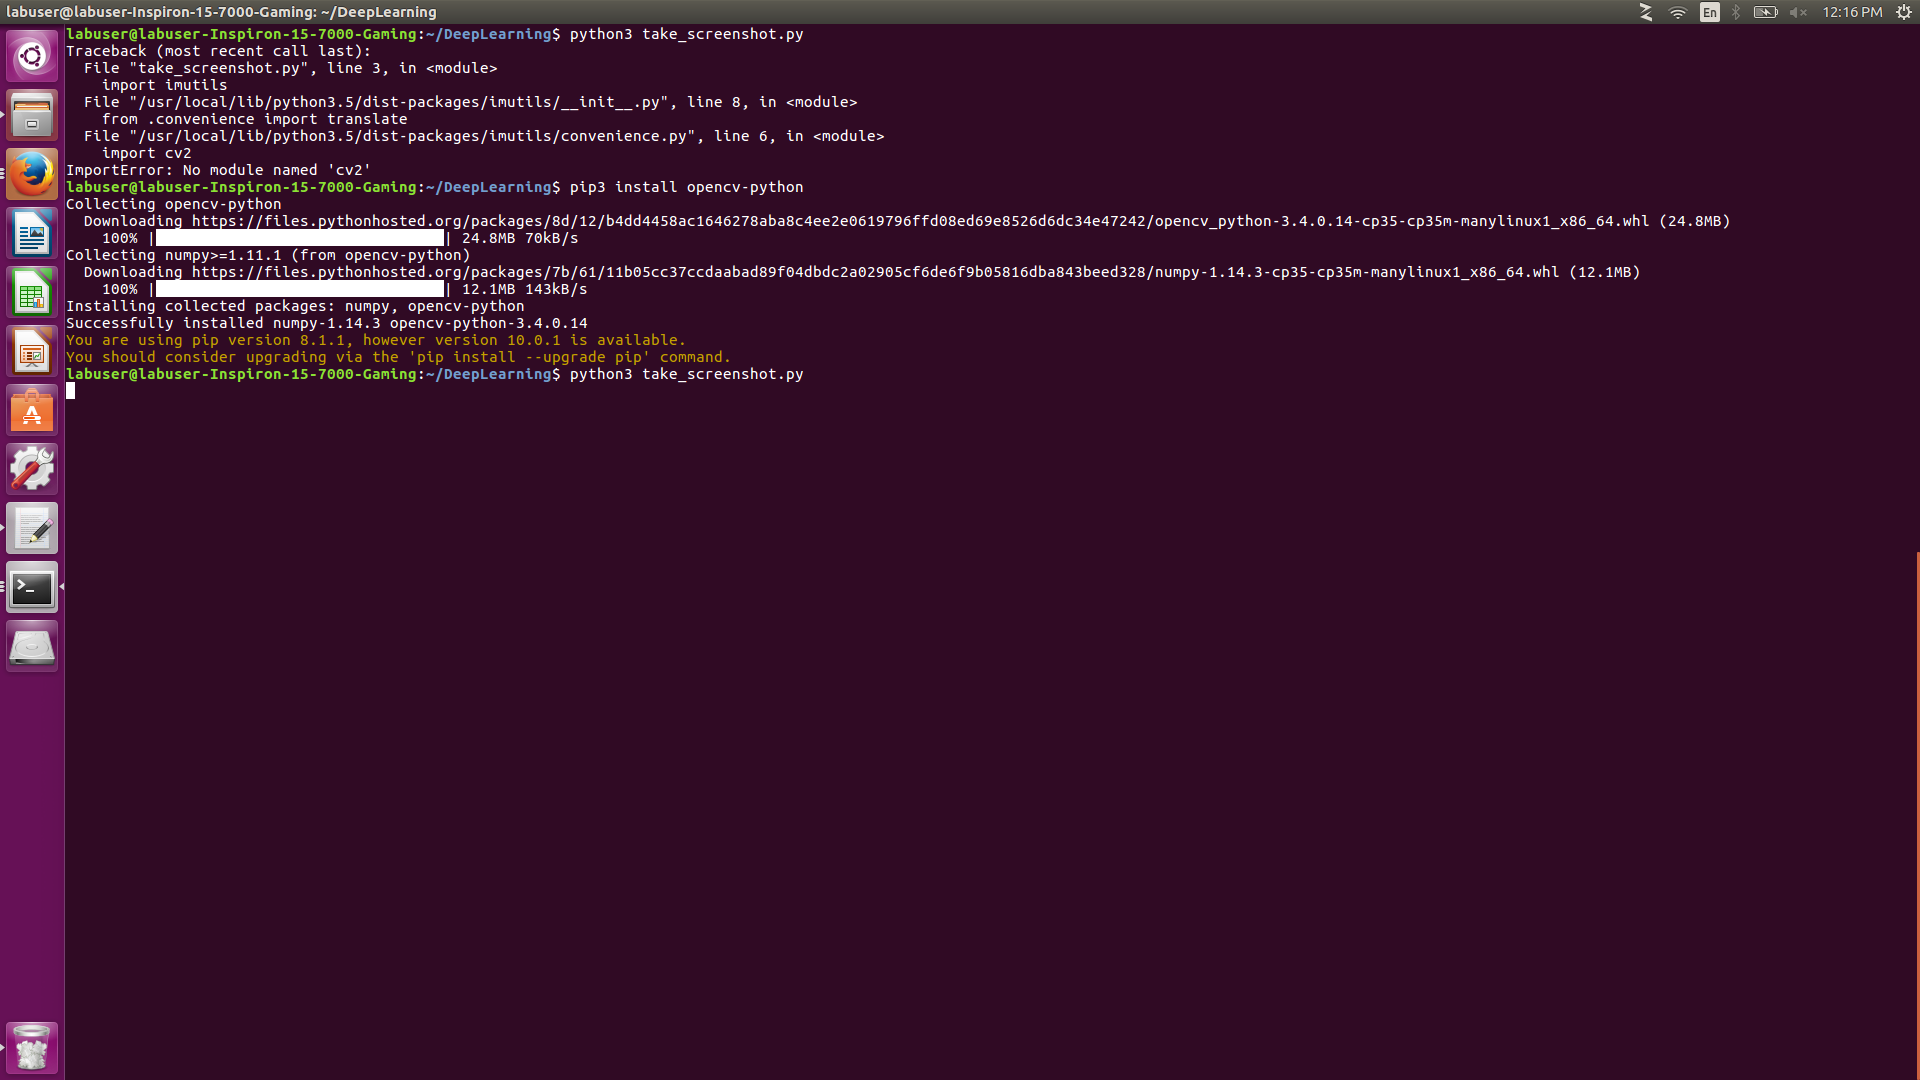 labuser@labuser-Inspiron-15-7000-Gaming: ~/DeepLearning
En
12:16 PM
labuser@labuser-Inspiron-15-7000-Gaming:~/DeepLearning$ python3 take_screenshot.py
Traceback (most recent call last):
  File "take_screenshot.py", line 3, in <module>
    import imutils
  File "/usr/local/lib/python3.5/dist-packages/imutils/__init__.py", line 8, in <module>
    from .convenience import translate
  File "/usr/local/lib/python3.5/dist-packages/imutils/convenience.py", line 6, in <module>
    import cv2
ImportError: No module named 'cv2'
labuser@labuser-Inspiron-15-7000-Gaming:~/DeepLearning$ pip3 install opencv-python
Collecting opencv-python
  Downloading https://files.pythonhosted.org/packages/8d/12/b4dd4458ac1646278aba8c4ee2e0619796ffd08ed69e8526d6dc34e47242/opencv_python-3.4.0.14-cp35-cp35m-manylinux1_x86_64.whl (24.8MB)
    100% |████████████████████████████████| 24.8MB 70kB/s
Collecting numpy>=1.11.1 (from opencv-python)
  Downloading https://files.pythonhosted.org/packages/7b/61/11b05cc37ccdaabad89f04dbdc2a02905cf6de6f9b05816dba843beed328/numpy-1.14.3-cp35-cp35m-manylinux1_x86_64.whl (12.1MB)
    100% |████████████████████████████████| 12.1MB 143kB/s
Installing collected packages: numpy, opencv-python
Successfully installed numpy-1.14.3 opencv-python-3.4.0.14
You are using pip version 8.1.1, however version 10.0.1 is available.
You should consider upgrading via the 'pip install --upgrade pip' command.
labuser@labuser-Inspiron-15-7000-Gaming:~/DeepLearning$ python3 take_screenshot.py